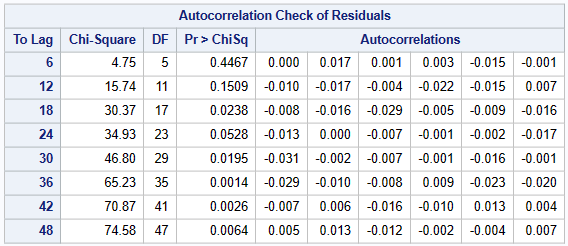 Autocorrelation Check of Residuals
To Lag Chi-Square DF Pr > ChiSq Autocorrelations
6 4.75 5 0.4467 0.000 0.017 0.001 0.003 -0.015 -0.001
12 15.74 11 0.1509 -0.010 -0.017 -0.004 -0.022 -0.015 0.007
18 30.37 17 0.0238 -0.008 -0.016 -0.029 -0.005 -0.009 -0.016
24 34.93 23 0.0528 -0.013 0.000 -0.007 -0.001 -0.002 -0.017
30 46.80 29 0.0195 -0.031 -0.002 -0.007 -0.001 -0.016 -0.001
36 65.23 35 0.0014 -0.029 -0.010 -0.008 0.009 -0.023 -0.020
42 70.87 41 0.0026 -0.007 0.006 -0.016 -0.010 0.013 0.004
48 74.58 47 0.0064 0.005 0.013 -0.012 -0.002 -0.004 0.007